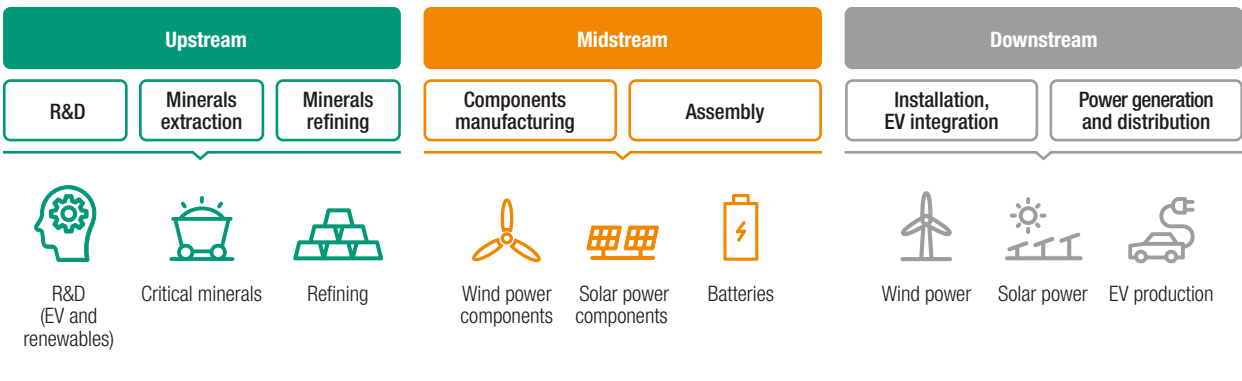 Upstream
Midstream
Downstream
R&D
Minerals
extraction
Minerals
refining
Components
manufacturing
Assembly
Installation,
EV integration
Power generation
and distribution
R&D
(EV and
renewables)
Critical minerals
Refining
Wind power
components
Solar power
components
Batteries
Wind power
Solar power
EV production